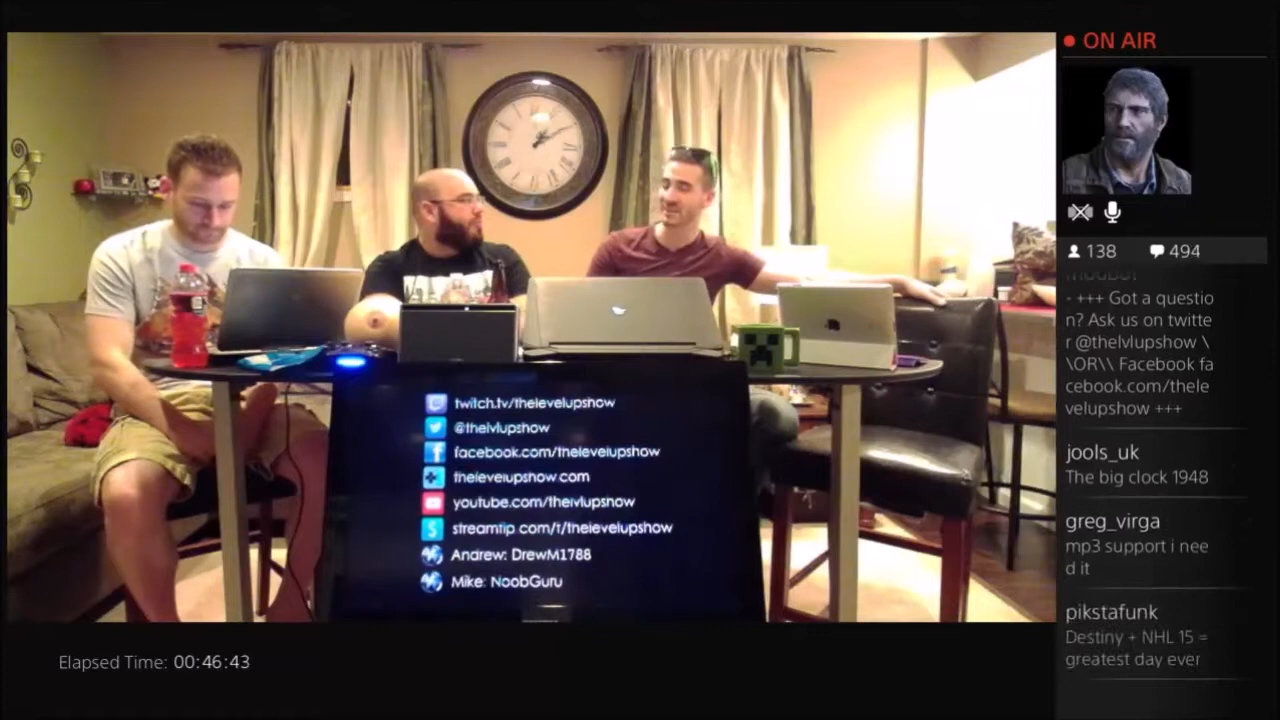 ON AIR
138 494
- +++ Got a questio
n? Ask us on twitte
r @thelvlupshow \
\OR\\ Facebook fa
cebook.com/thele
velupshow +++
jools_uk
The big clock 1948
greg_virga
mp3 support i nee
d it
pikstafunk
Destiny + NHL 15 =
greatest day ever
twitch.tv/thelevelupshow
@thelvlupshow
facebook.com/thelevelupshow
thelevelupshow.com
youtube.com/thelvlupshow
streamtip.com/t/thelevelupshow
Andrew: DrewM1788
Mike: NoobGuru
Elapsed Time: 00:46:43